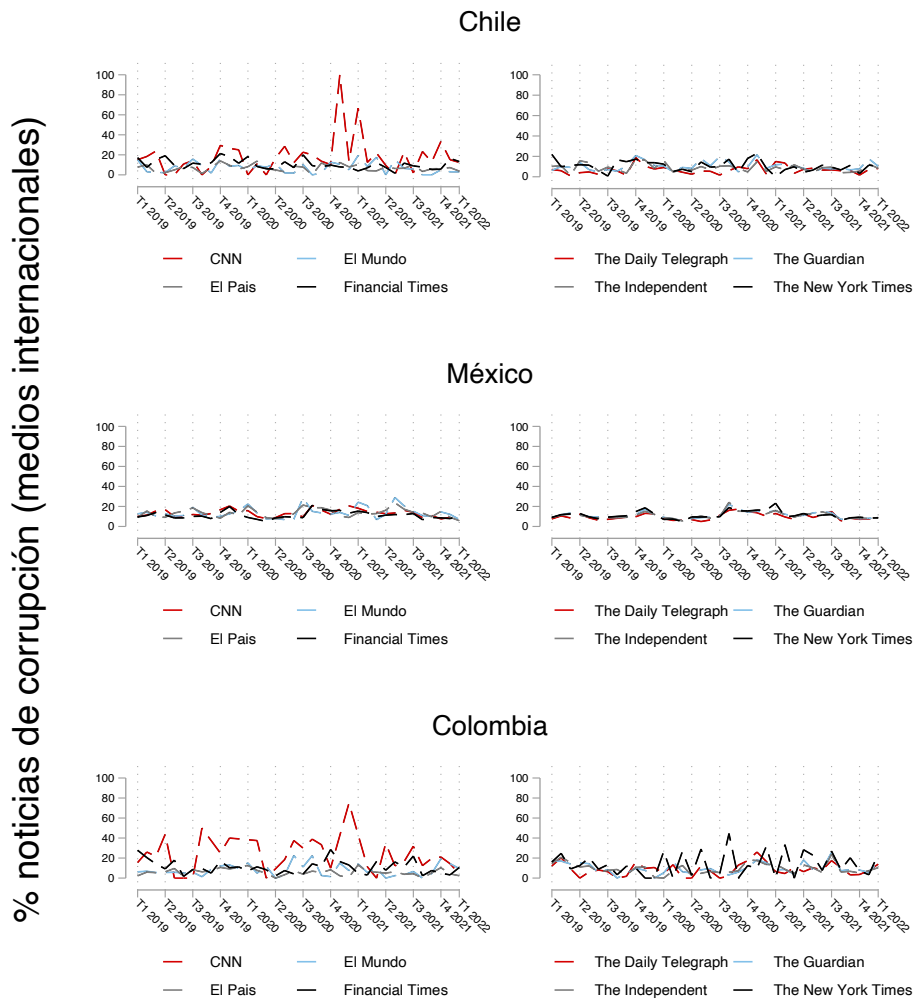 % noticias de corrupción (medios internacionales)
Chile
100
80
60
40
20
0
T1 2019
T2 2019
T3 2019
T4 2019
T1 2020
T2 2020
T3 2020
T4 2020
T1 2021
T2 2021
T3 2021
T4 2021
T1 2022
CNN
El Mundo
El Pais
Financial Times
100
80
60
40
20
0
T1 2019
T2 2019
T3 2019
T4 2019
T1 2020
T2 2020
T3 2020
T4 2020
T1 2021
T2 2021
T3 2021
T4 2021
T1 2022
The Daily Telegraph
The Guardian
The Independent
The New York Times
México
100
80
60
40
20
0
T1 2019
T2 2019
T3 2019
T4 2019
T1 2020
T2 2020
T3 2020
T4 2020
T1 2021
T2 2021
T3 2021
T4 2021
T1 2022
CNN
El Mundo
El Pais
Financial Times
100
80
60
40
20
0
T1 2019
T2 2019
T3 2019
T4 2019
T1 2020
T2 2020
T3 2020
T4 2020
T1 2021
T2 2021
T3 2021
T4 2021
T1 2022
The Daily Telegraph
The Guardian
The Independent
The New York Times
Colombia
100
80
60
40
20
0
T1 2019
T2 2019
T3 2019
T4 2019
T1 2020
T2 2020
T3 2020
T4 2020
T1 2021
T2 2021
T3 2021
T4 2021
T1 2022
CNN
El Mundo
El Pais
Financial Times
100
80
60
40
20
0
T1 2019
T2 2019
T3 2019
T4 2019
T1 2020
T2 2020
T3 2020
T4 2020
T1 2021
T2 2021
T3 2021
T4 2021
T1 2022
The Daily Telegraph
The Guardian
The Independent
The New York Times